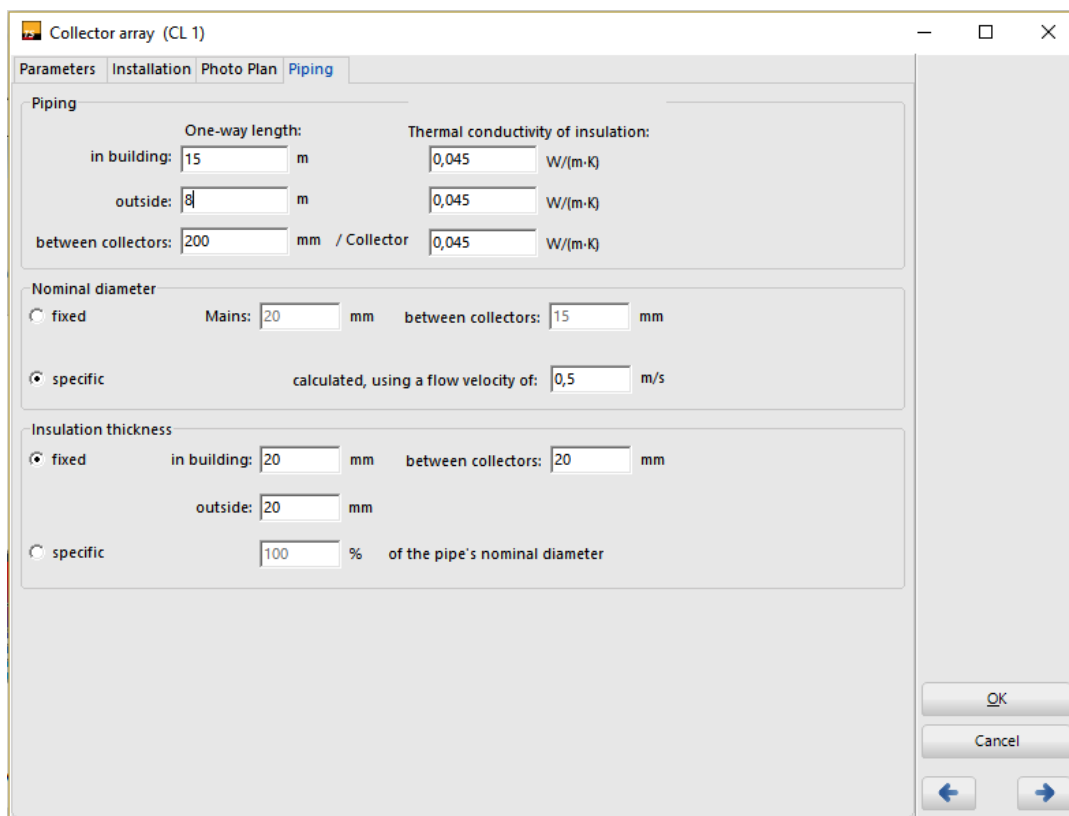 TS Collector array (CL 1)
Parameters Installation Photo Plan Piping
Piping
One-way length: Thermal conductivity of insulation:
in building: 15 m 0,045 W/(m·K)
outside: 8 m 0,045 W/(m·K)
between collectors: 200 mm / Collector 0,045 W/(m·K)
Nominal diameter
fixed Mains: 20 mm between collectors: 15 mm
specific calculated, using a flow velocity of: 0,5 m/s
Insulation thickness
fixed in building: 20 mm between collectors: 20 mm
outside: 20 mm
specific 100 % of the pipe's nominal diameter
OK
Cancel